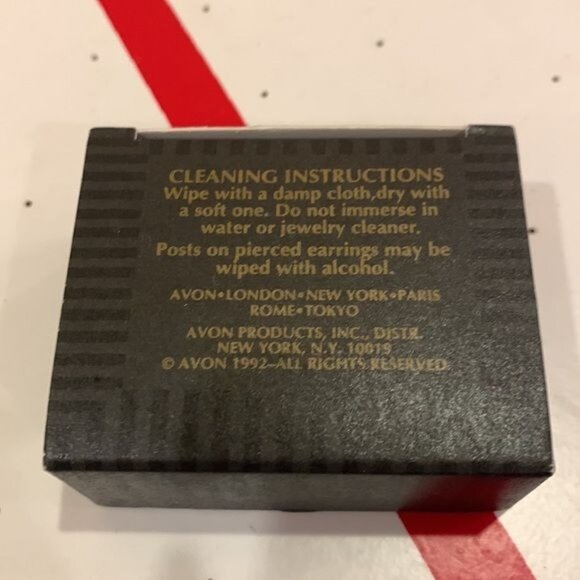 CLEANING INSTRUCTIONS
Wipe with a damp cloth,dry with
a soft one. Do not immerse in
water or jewelry cleaner.
Posts on pierced earrings may be
wiped with alcohol.
AVON•LONDON•NEW YORK•PARIS
ROME•TOKYO
AVON PRODUCTS, INC., DISTR.
NEW YORK, N.Y. 10019
© AVON 1992–ALL RIGHTS RESERVED